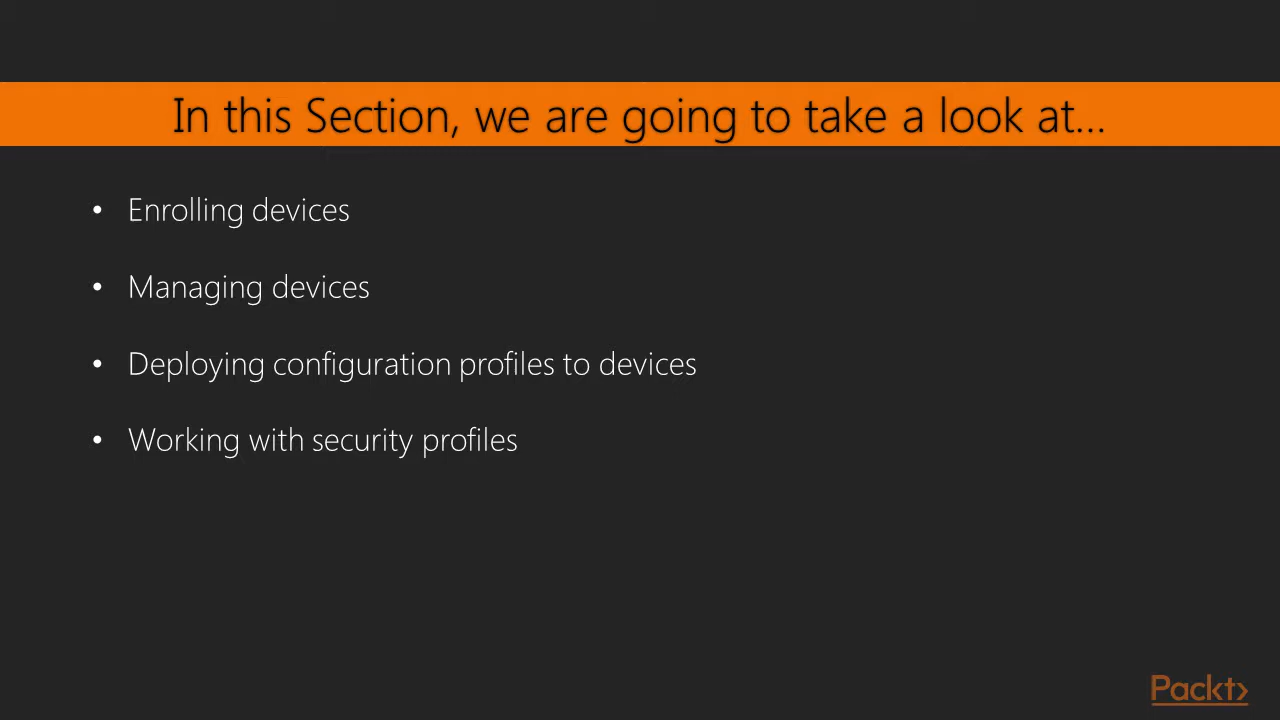 In this Section, we are going to take a look at...
• Enrolling devices
• Managing devices
• Deploying configuration profiles to devices
• Working with security profiles
Packt>